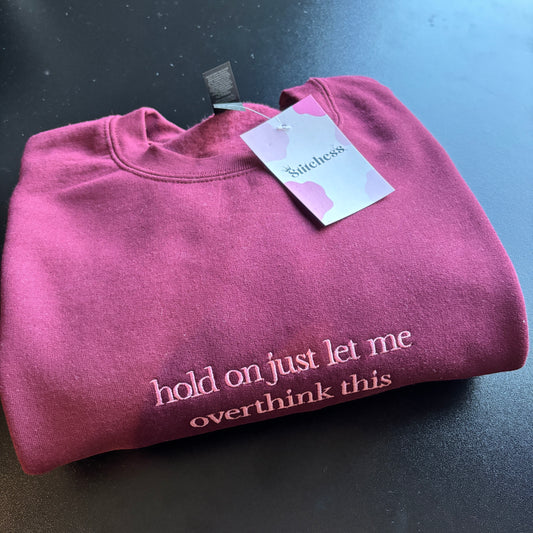 Stitchess
hold on just let me
overthink this